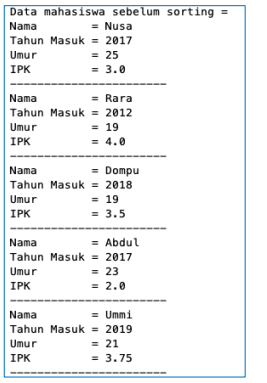 Data mahasiswa sebelum sorting =
Nama        = Nusa
Tahun Masuk = 2017
Umur        = 25
IPK         = 3.0
------------------------
Nama        = Rara
Tahun Masuk = 2012
Umur        = 19
IPK         = 4.0
------------------------
Nama        = Dompu
Tahun Masuk = 2018
Umur        = 19
IPK         = 3.5
------------------------
Nama        = Abdul
Tahun Masuk = 2017
Umur        = 23
IPK         = 2.0
------------------------
Nama        = Ummi
Tahun Masuk = 2019
Umur        = 21
IPK         = 3.75
------------------------